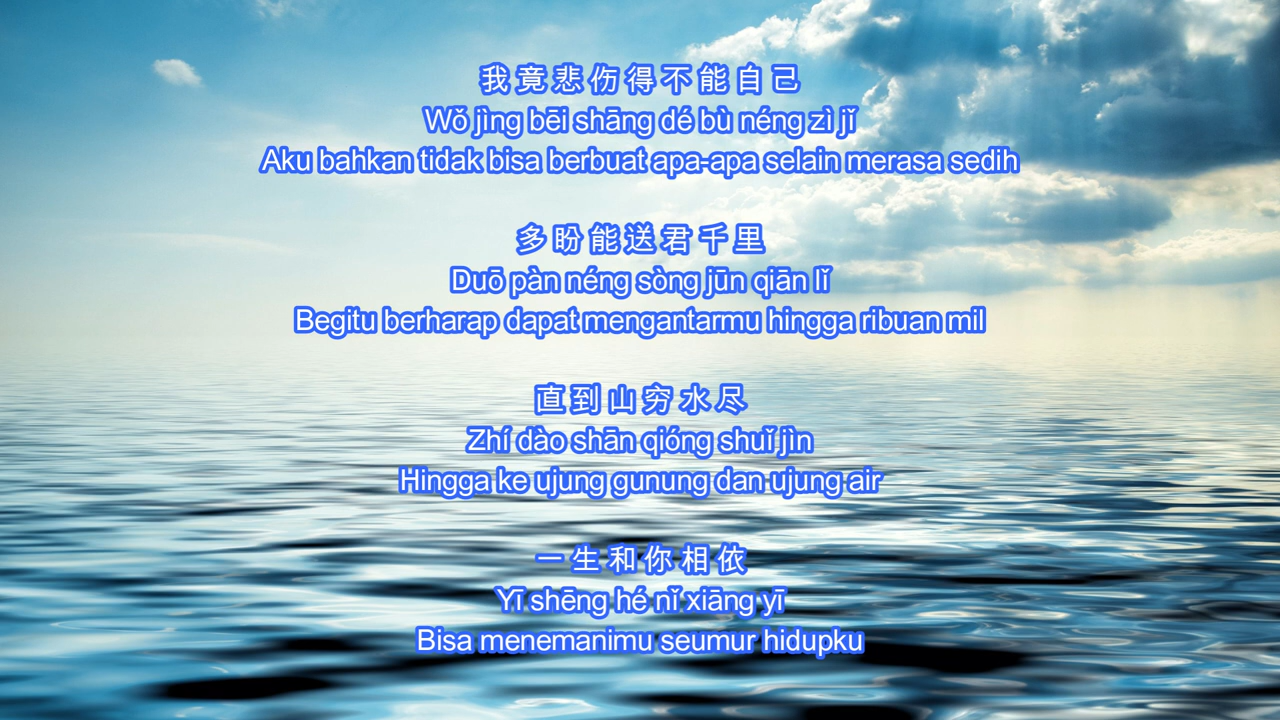 我竟悲伤得不能自己
Wǒ jìng bēi shāng dé bù néng zì jǐ
Aku bahkan tidak bisa berbuat apa-apa selain merasa sedih
多盼能送君千里
Duō pàn néng sòng jūn qiān lǐ
Begitu berharap dapat mengantarmu hingga ribuan mil
直到山穷水尽
Zhí dào shān qióng shuǐ jìn
Hingga ke ujung gunung dan ujung air
一生和你相依
Yī shēng hé nǐ xiāng yī
Bisa menemanimu seumur hidupku